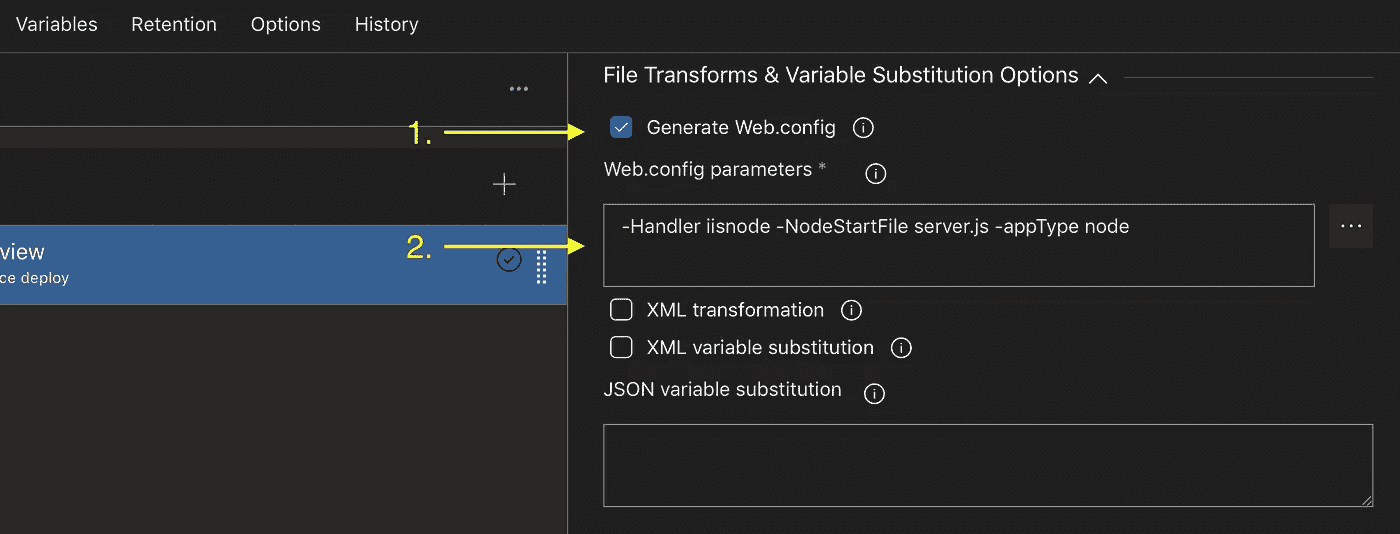 Variables Retention Options History
File Transforms & Variable Substitution Options
1.
Generate Web.config
Web.config parameters *
view
ce deploy
2.
-Handler iisnode -NodeStartFile server.js -appType node
XML transformation
XML variable substitution
JSON variable substitution